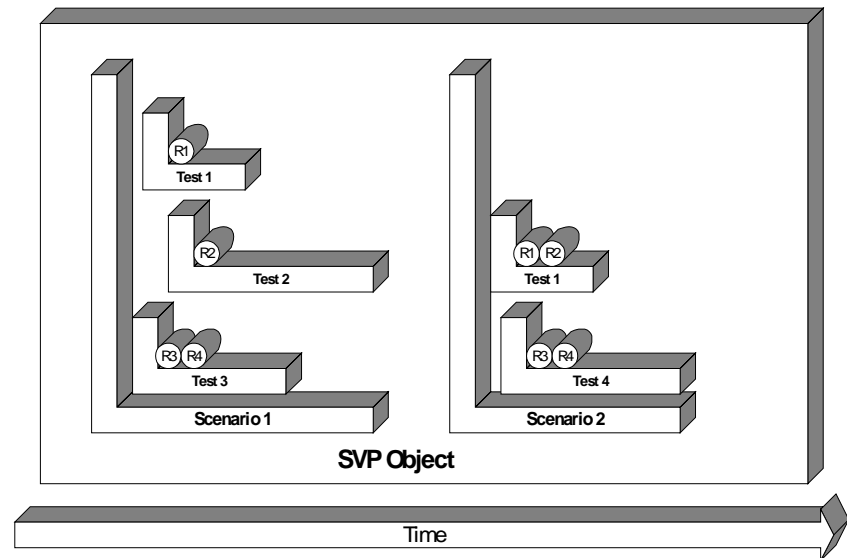 R1
Test 1
R2
Test 2
R3 R4
Test 3
Scenario 1
R1 R2
Test 1
R3 R4
Test 4
Scenario 2
SVP Object
Time